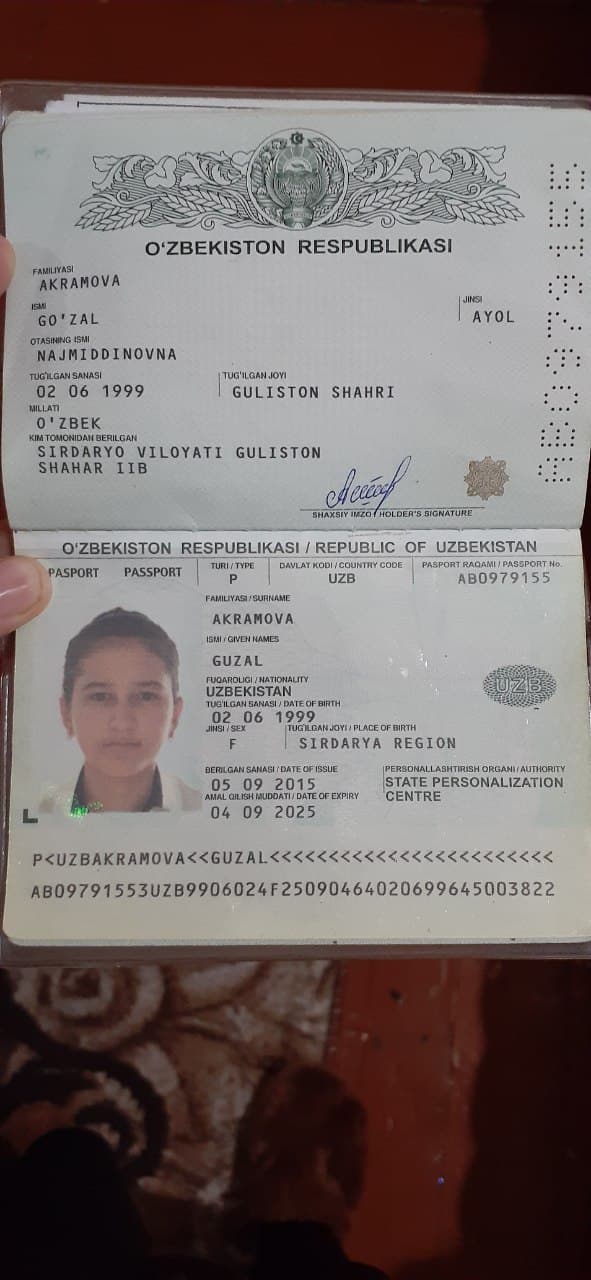 O‘ZBEKISTON RESPUBLIKASI
FAMILIYASI
AKRAMOVA
ISMI
GO'ZAL
JINSI
AYOL
OTASINING ISMI
NAJMIDDINOVNA
TUG'ILGAN SANASI
02 06 1999
TUG'ILGAN JOYI
GULISTON SHAHRI
MILLATI
O'ZBEK
KIM TOMONIDAN BERILGAN
SIRDARYO VILOYATI GULISTON
SHAHAR IIB
SHAXSIY IMZO / HOLDER'S SIGNATURE
AB0979155
O‘ZBEKISTON RESPUBLIKASI / REPUBLIC OF UZBEKISTAN
PASPORT PASSPORT
TURI / TYPE
P
DAVLAT KODI / COUNTRY CODE
UZB
PASPORT RAQAMI / PASSPORT No.
AB0979155
FAMILIYASI / SURNAME
AKRAMOVA
ISMI / GIVEN NAMES
GUZAL
FUQAROLIGI / NATIONALITY
UZBEKISTAN
UZB
TUG'ILGAN SANASI / DATE OF BIRTH
02 06 1999
JINSI / SEX
F
TUG'ILGAN JOYI / PLACE OF BIRTH
SIRDARYA REGION
BERILGAN SANASI / DATE OF ISSUE
05 09 2015
PERSONALLASHTIRISH ORGANI / AUTHORITY
STATE PERSONALIZATION
CENTRE
AMAL QILISH MUDDATI / DATE OF EXPIRY
04 09 2025
P<UZBAKRAMOVA<<GUZAL<<<<<<<<<<<<<<<<<<<<<<<<
AB09791553UZB9906024F25090464020699645003822